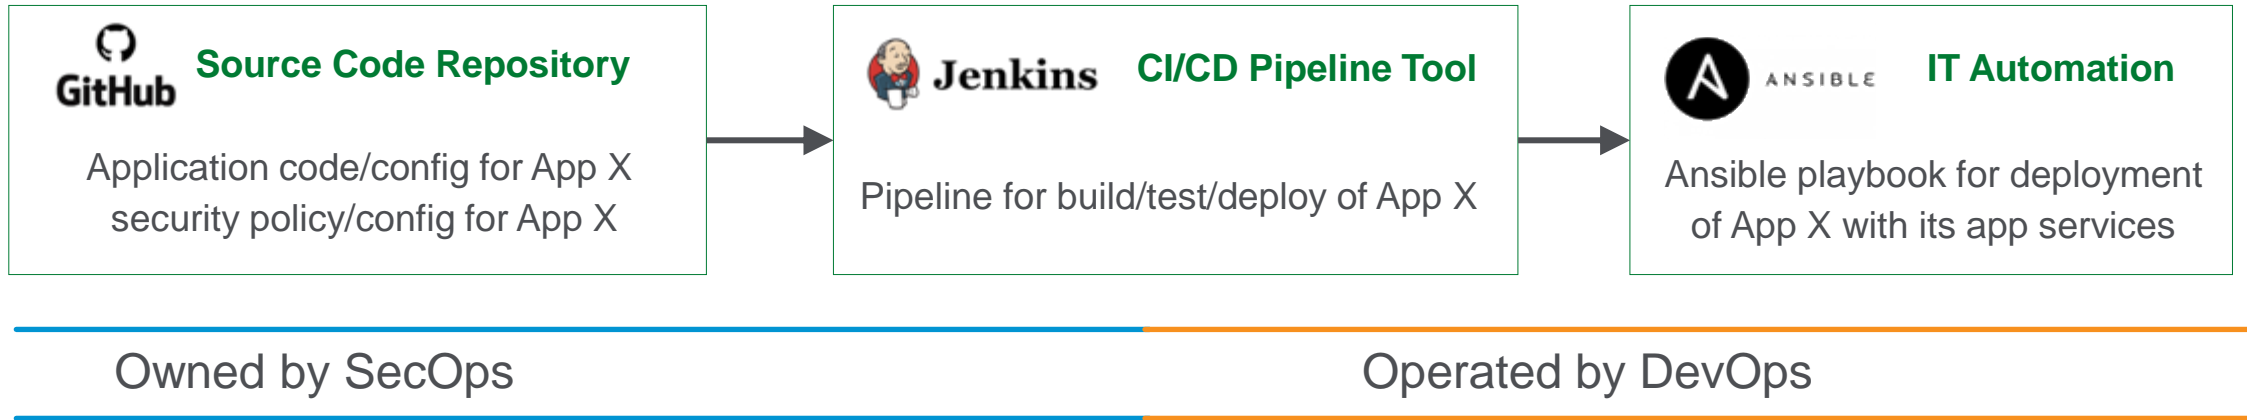 GitHub
Source Code Repository
Application code/config for App X
security policy/config for App X
Jenkins
CI/CD Pipeline Tool
Pipeline for build/test/deploy of App X
A
ANSIBLE
IT Automation
Ansible playbook for deployment
of App X with its app services
Owned by SecOps
Operated by DevOps